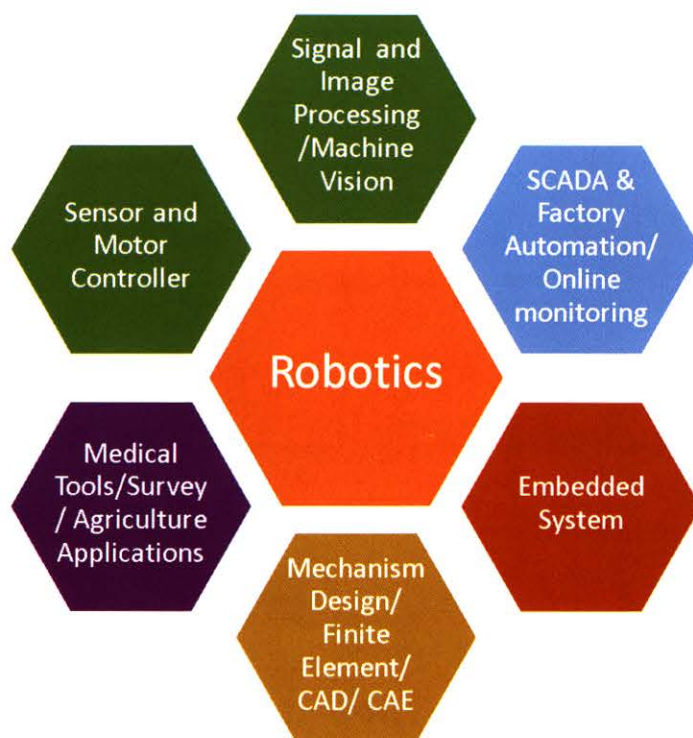 Signal and
Image
Processing
/Machine
Vision
Sensor and
Motor
Controller
SCADA &
Factory
Automation/
Online
monitoring
Robotics
Medical
Tools/Survey
/ Agriculture
Applications
Embedded
System
Mechanism
Design/
Finite
Element/
CAD/ CAE